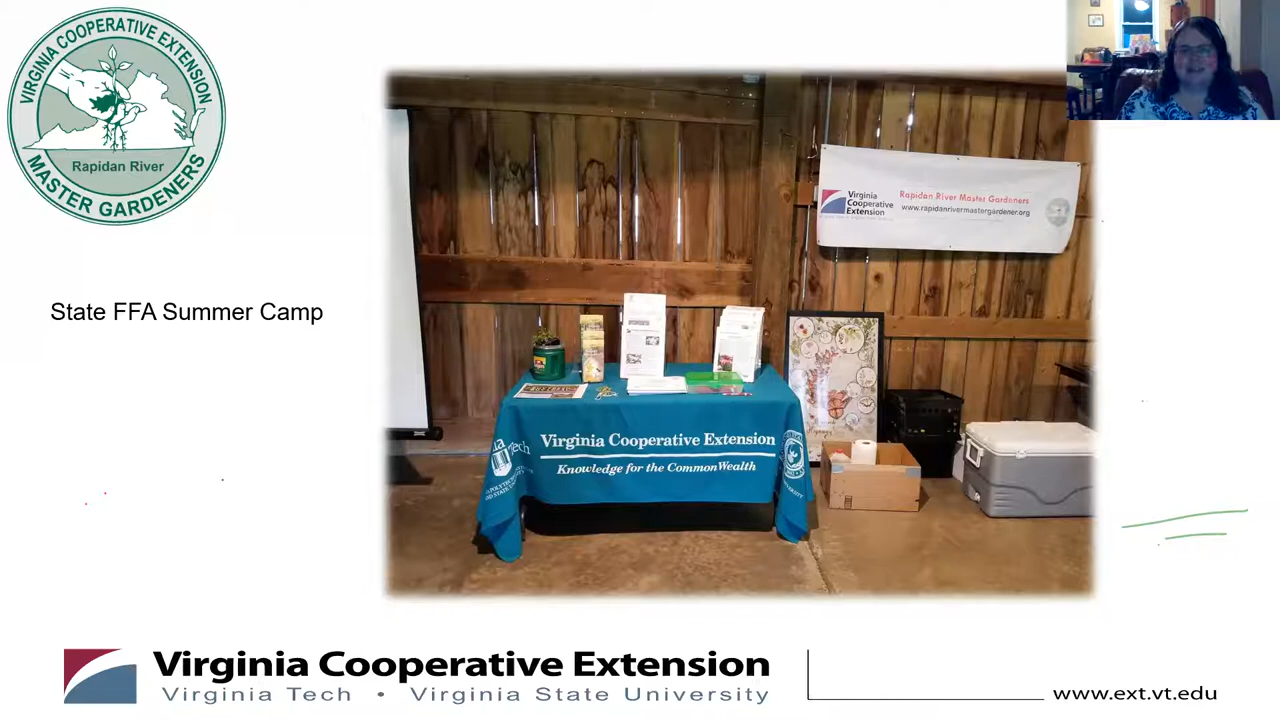 VIRGINIA COOPERATIVE EXTENSION
Rapidan River
MASTER GARDENERS
State FFA Summer Camp
Virginia
Cooperative
Extension
Rapidan River Master Gardeners
www.rapidanrivermastergardener.org
Virginia Cooperative Extension
Knowledge for the CommonWealth
Tech
Virginia Cooperative Extension
Virginia Tech • Virginia State University
www.ext.vt.edu